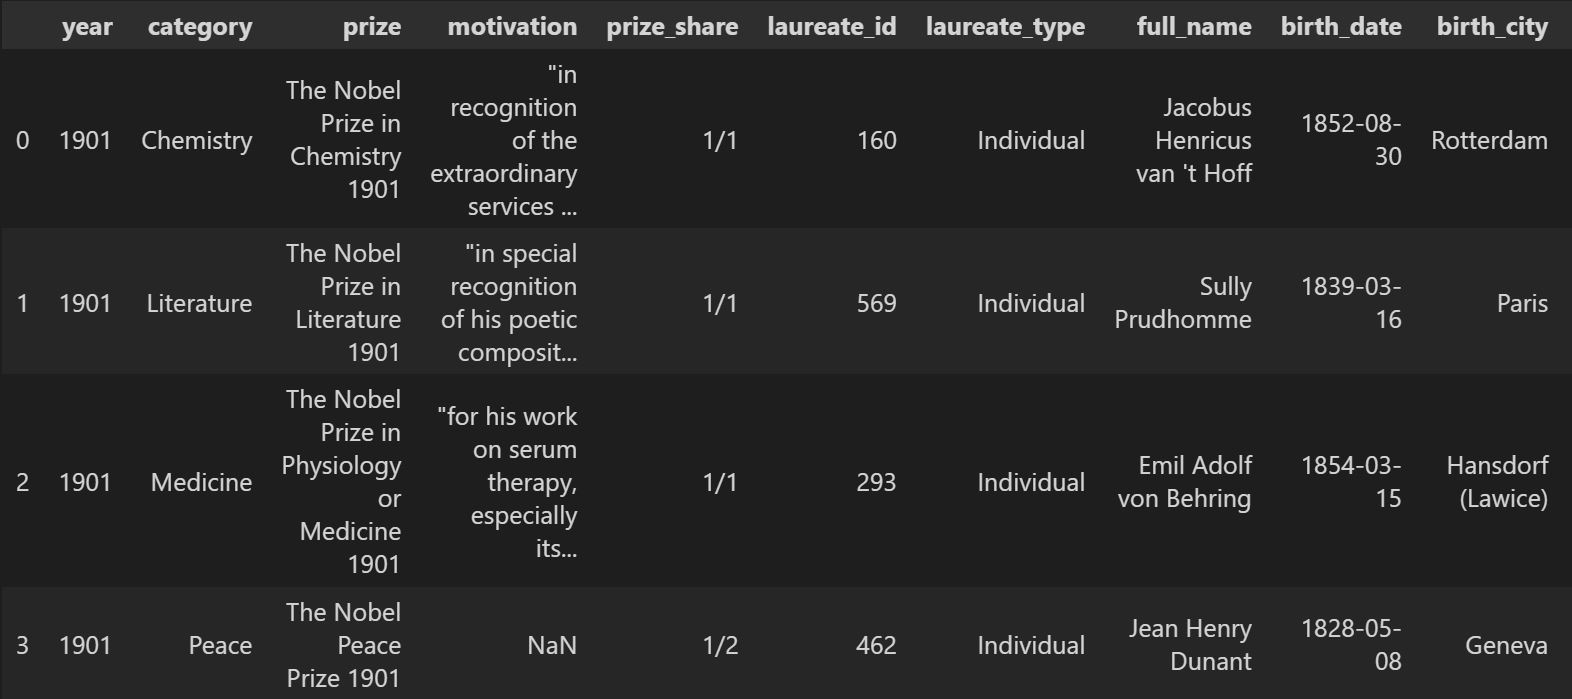 year category prize motivation prize_share laureate_id laureate_type full_name birth_date birth_city
0 1901 Chemistry The Nobel Prize in Chemistry 1901 "in recognition of the extraordinary services ... 1/1 160 Individual Jacobus Henricus van 't Hoff 1852-08-30 Rotterdam
1 1901 Literature The Nobel Prize in Literature 1901 "in special recognition of his poetic composit... 1/1 569 Individual Sully Prudhomme 1839-03-16 Paris
2 1901 Medicine The Nobel Prize in Physiology or Medicine 1901 "for his work on serum therapy, especially its... 1/1 293 Individual Emil Adolf von Behring 1854-03-15 Hansdorf (Lawice)
3 1901 Peace The Nobel Peace Prize 1901 NaN 1/2 462 Individual Jean Henry Dunant 1828-05-08 Geneva